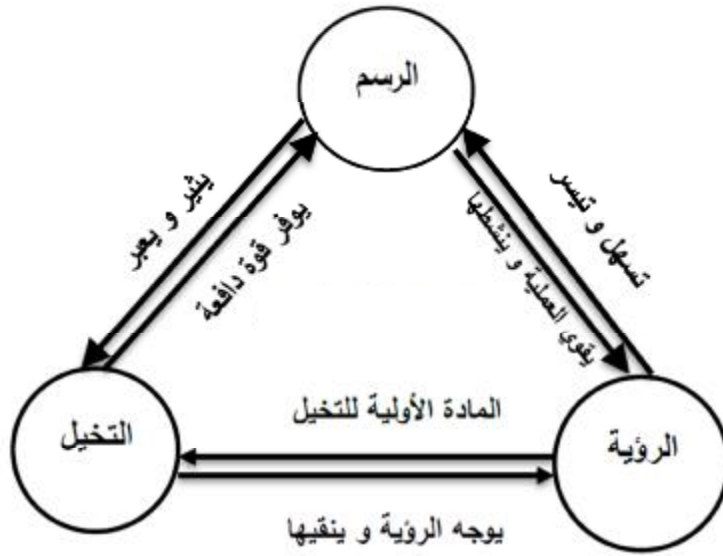 الرسم
يثير و يعبر
يوفر قوة دافعة
تسهل و تيسر
يقوي العملية و ينشطها
التخيل
المادة الأولية للتخيل
الرؤية
يوجه الرؤية و ينقيها